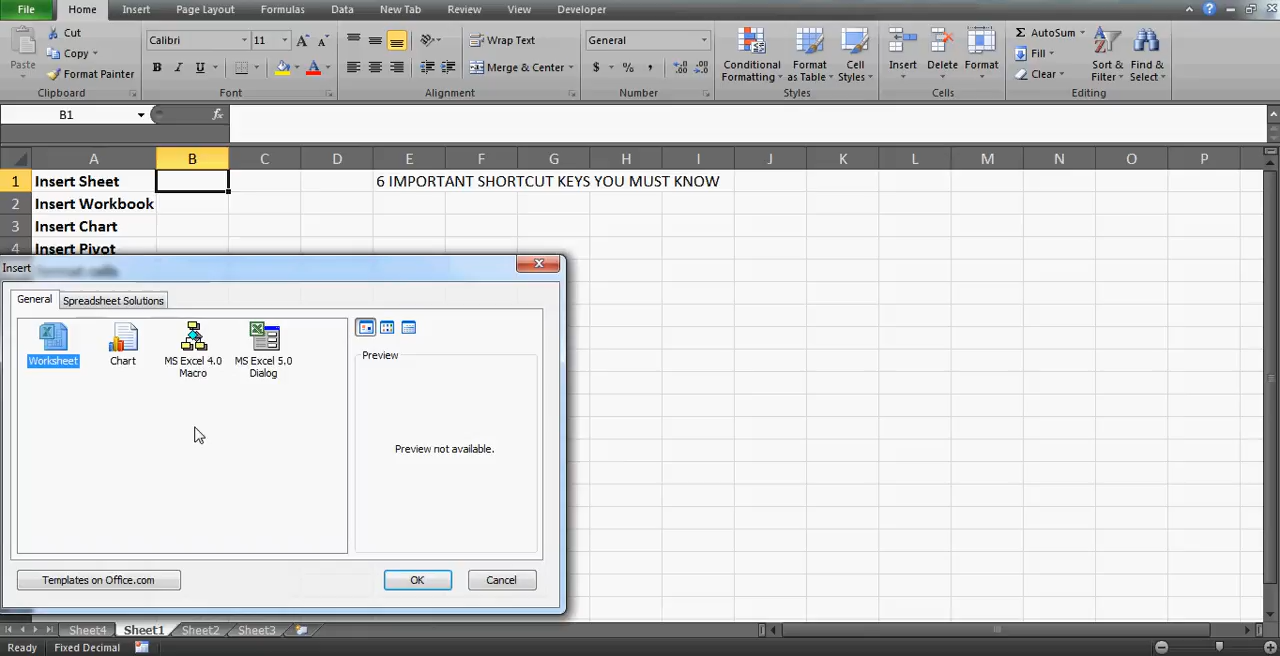 File Home Insert Page Layout Formulas Data New Tab Review View Developer
Cut
Copy
Format Painter
Paste
Clipboard
Calibri 11 A A
B I U A
Font
Wrap Text
Merge & Center
Alignment
General
$ % ,
Number
Conditional Formatting
Format as Table
Cell Styles
Styles
Insert Delete Format
Cells
Σ AutoSum
Fill
Clear
Sort & Filter
Find & Select
Editing
B1 fx
A B C D E F G H I J K L M N O P
1 Insert Sheet 6 IMPORTANT SHORTCUT KEYS YOU MUST KNOW
2 Insert Workbook
3 Insert Chart
4 Insert Pivot
format cells
Insert
General Spreadsheet Solutions
Worksheet
Chart
MS Excel 4.0 Macro
MS Excel 5.0 Dialog
Preview
Preview not available.
Templates on Office.com OK Cancel
Sheet4 Sheet1 Sheet2 Sheet3
Ready Fixed Decimal